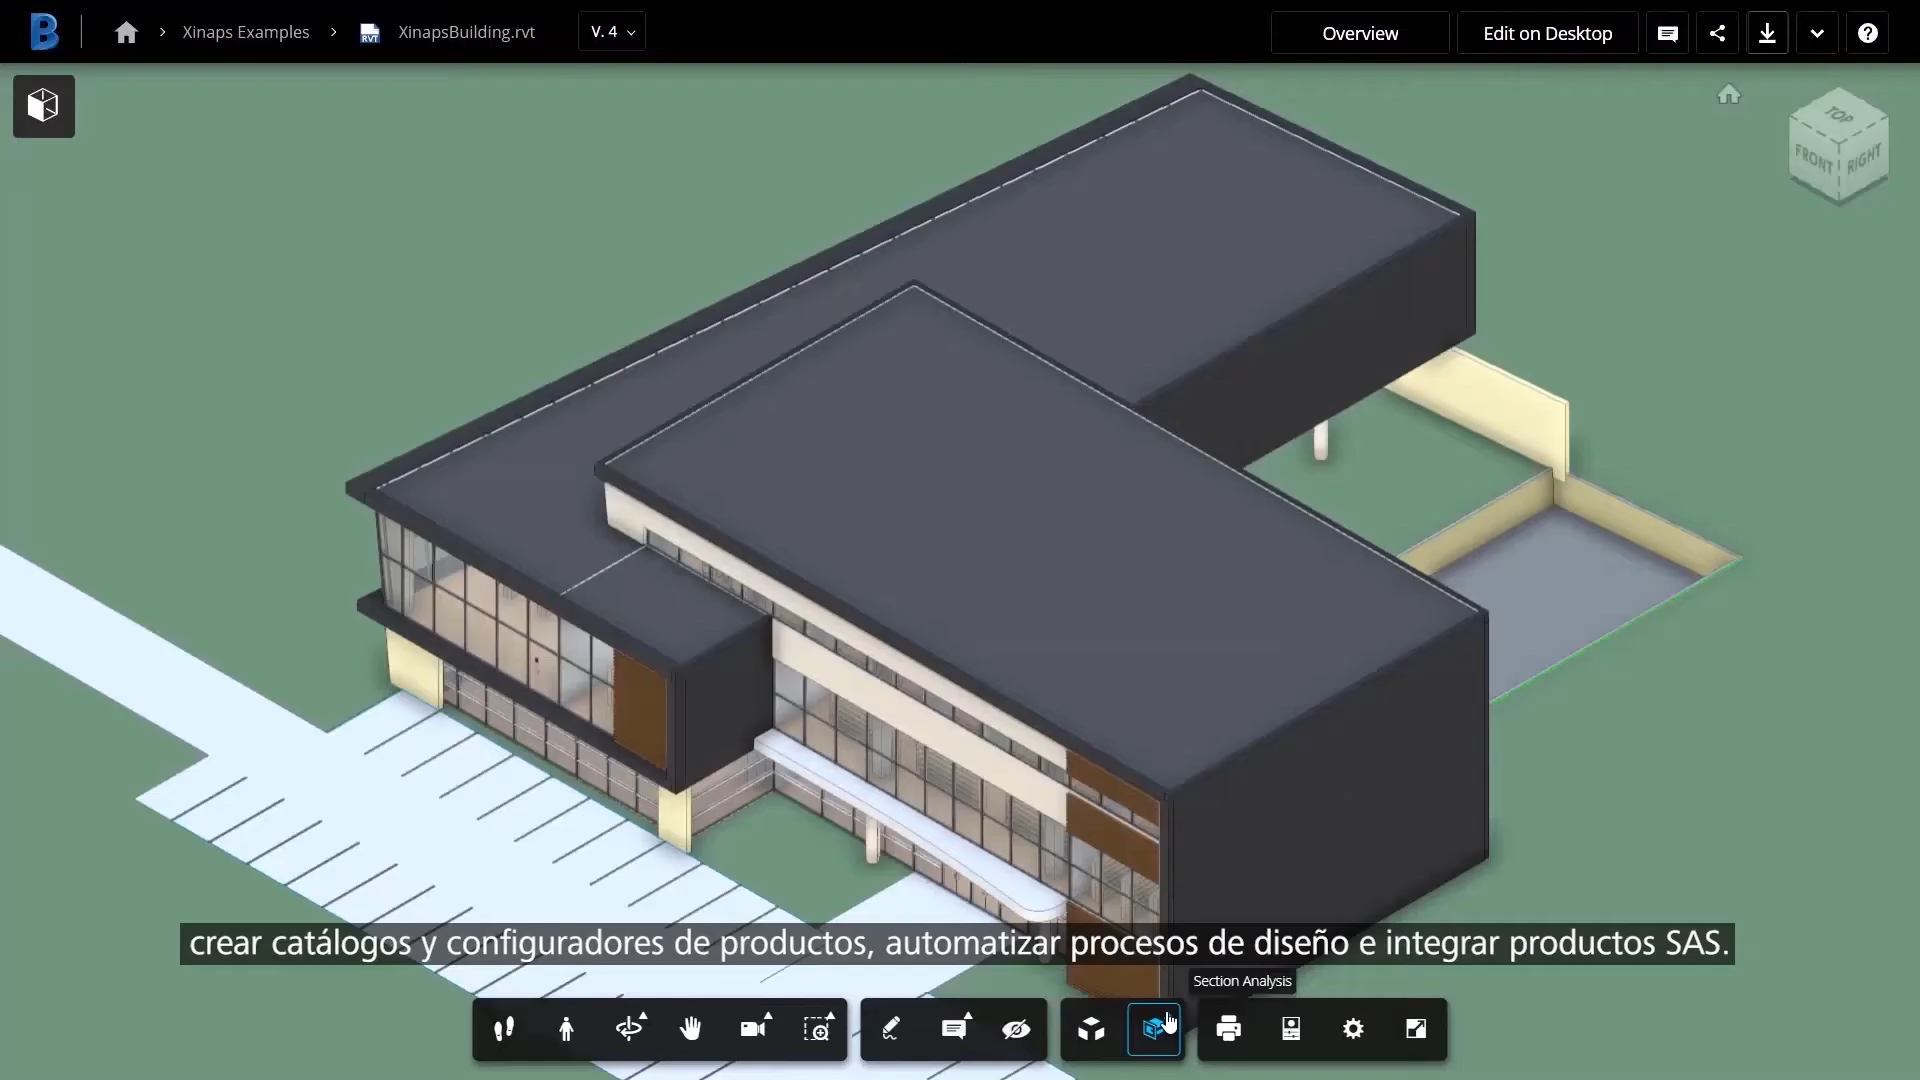 Xinaps Examples
RVT
XinapsBuilding.rvt
V. 4
Overview
Edit on Desktop
TOP
FRONT
RIGHT
crear catálogos y configuradores de productos, automatizar procesos de diseño e integrar productos SAS.
Section Analysis